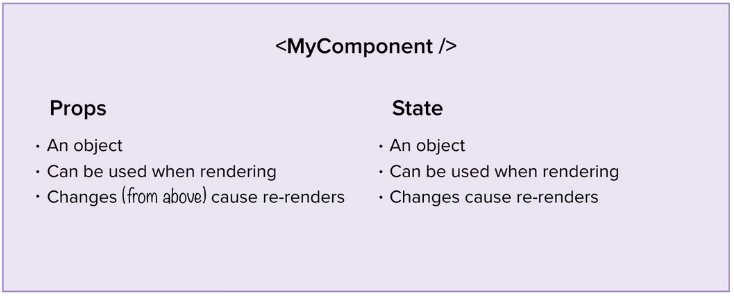 <MyComponent />
Props
· An object
· Can be used when rendering
· Changes (from above) cause re-renders
State
· An object
· Can be used when rendering
· Changes cause re-renders